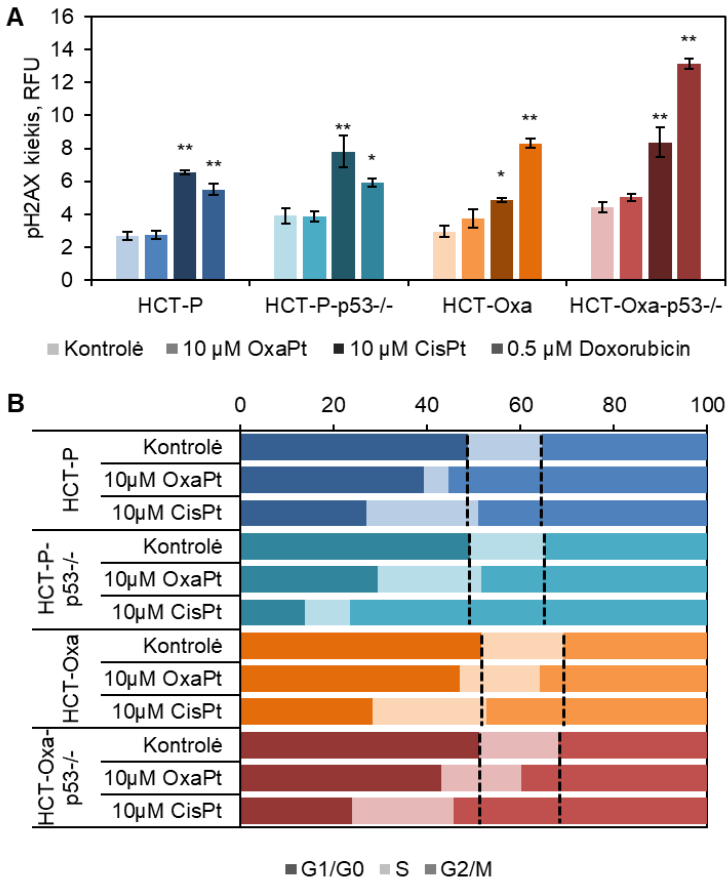 A
pH2AX kiekis, RFU
16
14
12
10
8
6
4
2
0
** ** ** * * ** ** **
HCT-P HCT-P-p53-/- HCT-Oxa HCT-Oxa-p53-/-
Kontrolė 10 µM OxaPt 10 µM CisPt 0.5 µM Doxorubicin
B
0 20 40 60 80 100
HCT-P
Kontrolė
10µM OxaPt
10µM CisPt
HCT-P-
p53-/-
Kontrolė
10µM OxaPt
10µM CisPt
HCT-Oxa
Kontrolė
10µM OxaPt
10µM CisPt
HCT-Oxa-
p53-/-
Kontrolė
10µM OxaPt
10µM CisPt
G1/G0 S G2/M